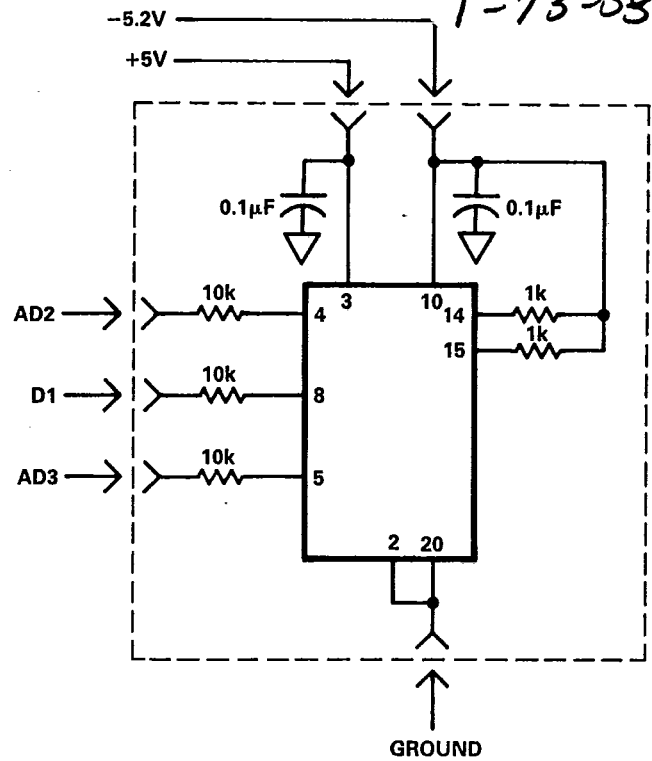 T-73-03
−5.2V
+5V
0.1μF
0.1μF
10k
3
10
1k
AD2
4
14
1k
15
10k
D1
8
10k
AD3
5
2
20
GROUND